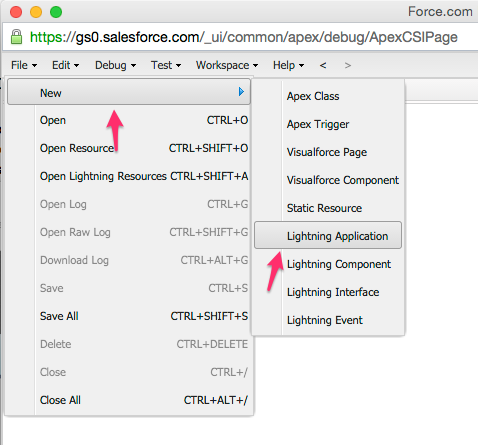 Force.com
https://gs0.salesforce.com/_ui/common/apex/debug/ApexCSIPage
File Edit Debug Test Workspace Help < >
New
Open CTRL+O
Open Resource CTRL+SHIFT+O
Open Lightning Resources CTRL+SHIFT+A
Open Log CTRL+G
Open Raw Log CTRL+SHIFT+G
Download Log CTRL+ALT+G
Save CTRL+S
Save All CTRL+SHIFT+S
Delete CTRL+DELETE
Close CTRL+/
Close All CTRL+ALT+/
Apex Class
Apex Trigger
Visualforce Page
Visualforce Component
Static Resource
Lightning Application
Lightning Component
Lightning Interface
Lightning Event